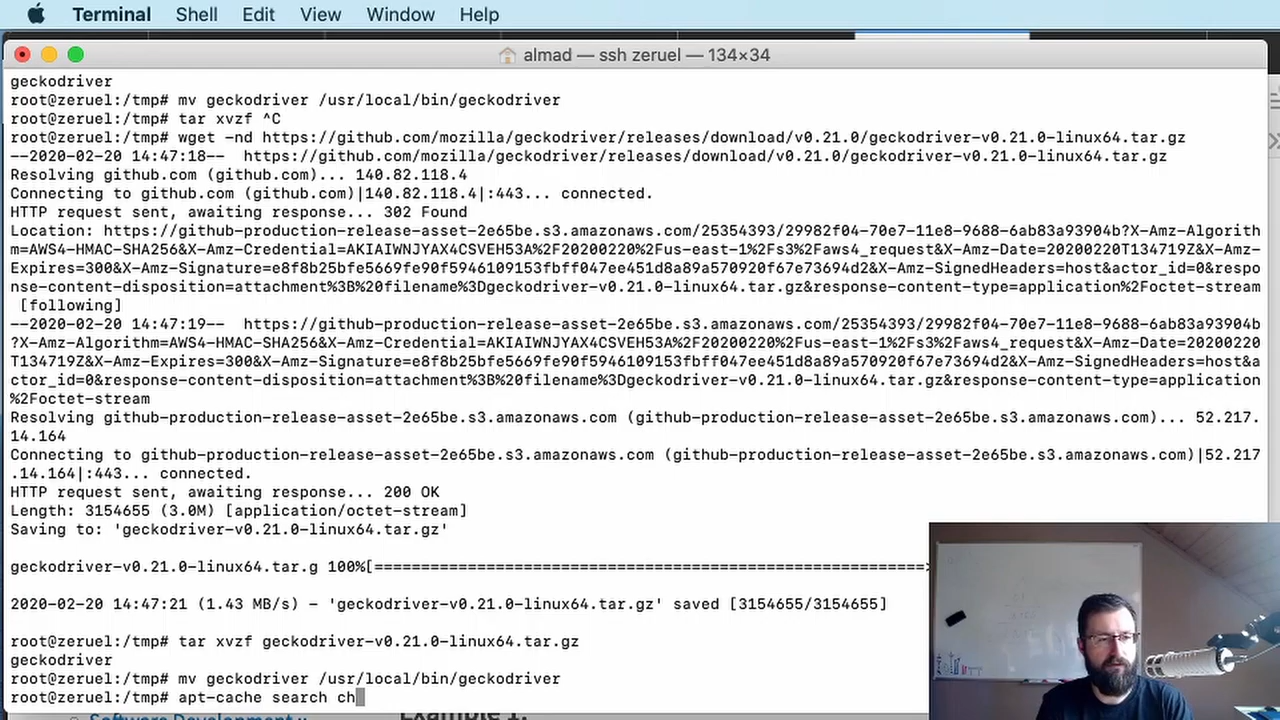 Terminal Shell Edit View Window Help
almad — ssh zeruel — 134×34
geckodriver
root@zeruel:/tmp# mv geckodriver /usr/local/bin/geckodriver
root@zeruel:/tmp# tar xvzf ^C
root@zeruel:/tmp# wget -nd https://github.com/mozilla/geckodriver/releases/download/v0.21.0/geckodriver-v0.21.0-linux64.tar.gz
--2020-02-20 14:47:18--  https://github.com/mozilla/geckodriver/releases/download/v0.21.0/geckodriver-v0.21.0-linux64.tar.gz
Resolving github.com (github.com)... 140.82.118.4
Connecting to github.com (github.com)|140.82.118.4|:443... connected.
HTTP request sent, awaiting response... 302 Found
Location: https://github-production-release-asset-2e65be.s3.amazonaws.com/25354393/29982f04-70e7-11e8-9688-6ab83a93904b?X-Amz-Algorith
m=AWS4-HMAC-SHA256&X-Amz-Credential=AKIAIWNJYAX4CSVEH53A%2F20200220%2Fus-east-1%2Fs3%2Faws4_request&X-Amz-Date=20200220T134719Z&X-Amz-
Expires=300&X-Amz-Signature=e8f8b25bfe5669fe90f5946109153fbff047ee451d8a89a570920f67e73694d2&X-Amz-SignedHeaders=host&actor_id=0&respo
nse-content-disposition=attachment%3B%20filename%3Dgeckodriver-v0.21.0-linux64.tar.gz&response-content-type=application%2Foctet-stream
[following]
--2020-02-20 14:47:19--  https://github-production-release-asset-2e65be.s3.amazonaws.com/25354393/29982f04-70e7-11e8-9688-6ab83a93904b
?X-Amz-Algorithm=AWS4-HMAC-SHA256&X-Amz-Credential=AKIAIWNJYAX4CSVEH53A%2F20200220%2Fus-east-1%2Fs3%2Faws4_request&X-Amz-Date=20200220
T134719Z&X-Amz-Expires=300&X-Amz-Signature=e8f8b25bfe5669fe90f5946109153fbff047ee451d8a89a570920f67e73694d2&X-Amz-SignedHeaders=host&a
ctor_id=0&response-content-disposition=attachment%3B%20filename%3Dgeckodriver-v0.21.0-linux64.tar.gz&response-content-type=application
%2Foctet-stream
Resolving github-production-release-asset-2e65be.s3.amazonaws.com (github-production-release-asset-2e65be.s3.amazonaws.com)... 52.217.
14.164
Connecting to github-production-release-asset-2e65be.s3.amazonaws.com (github-production-release-asset-2e65be.s3.amazonaws.com)|52.217
.14.164|:443... connected.
HTTP request sent, awaiting response... 200 OK
Length: 3154655 (3.0M) [application/octet-stream]
Saving to: 'geckodriver-v0.21.0-linux64.tar.gz'
geckodriver-v0.21.0-linux64.tar.g 100%[===========================================================>
2020-02-20 14:47:21 (1.43 MB/s) - 'geckodriver-v0.21.0-linux64.tar.gz' saved [3154655/3154655]
root@zeruel:/tmp# tar xvzf geckodriver-v0.21.0-linux64.tar.gz
geckodriver
root@zeruel:/tmp# mv geckodriver /usr/local/bin/geckodriver
root@zeruel:/tmp# apt-cache search ch
Software Development
Example 1.